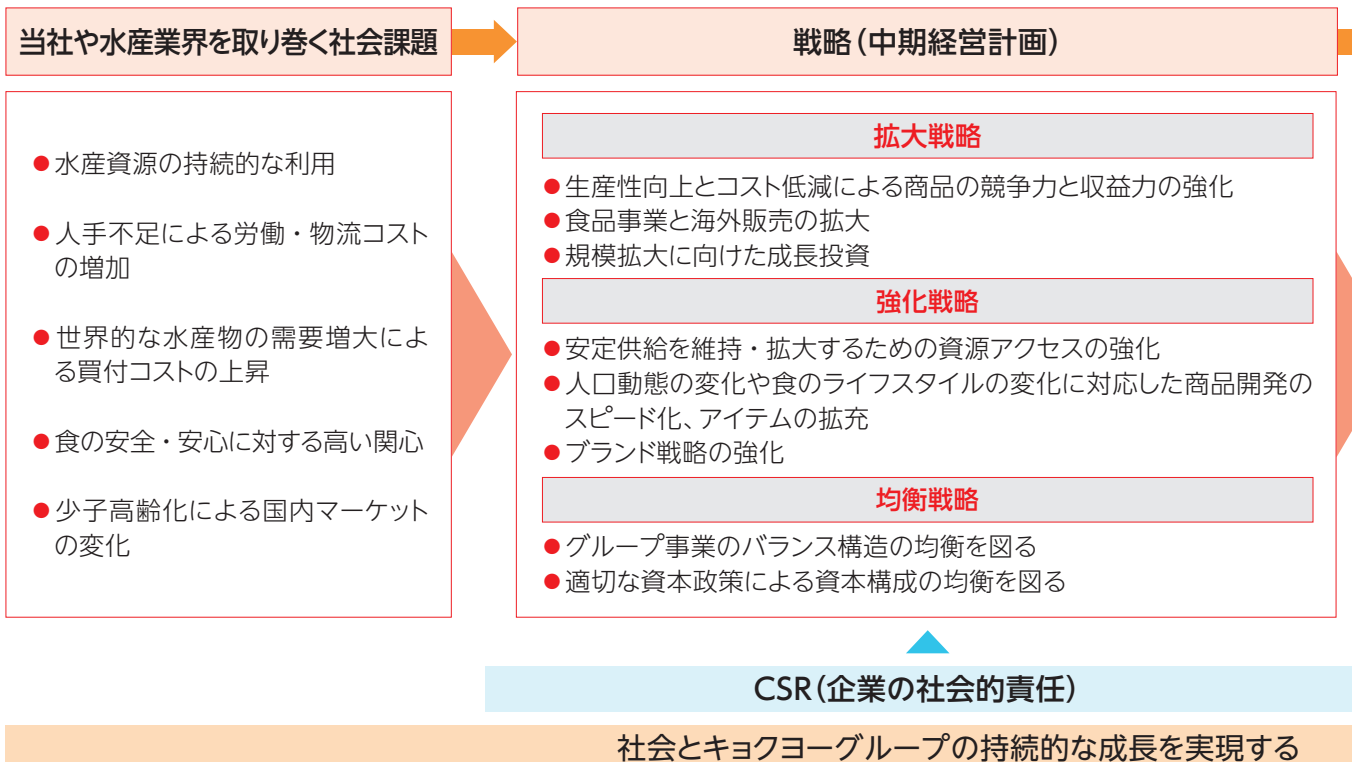 当社や水産業界を取り巻く社会課題
戦略(中期経営計画)
●水産資源の持続的な利用
●人手不足による労働・物流コスト
の増加
●世界的な水産物の需要増大によ
る買付コストの上昇
●食の安全・安心に対する高い関心
●少子高齢化による国内マーケット
の変化
拡大戦略
●生産性向上とコスト低減による商品の競争力と収益力の強化
●食品事業と海外販売の拡大
●規模拡大に向けた成長投資
強化戦略
●安定供給を維持・拡大するための資源アクセスの強化
●人口動態の変化や食のライフスタイルの変化に対応した商品開発の
スピード化、アイテムの拡充
●ブランド戦略の強化
均衡戦略
●グループ事業のバランス構造の均衡を図る
●適切な資本政策による資本構成の均衡を図る
CSR(企業の社会的責任)
社会とキョクヨーグループの持続的な成長を実現する